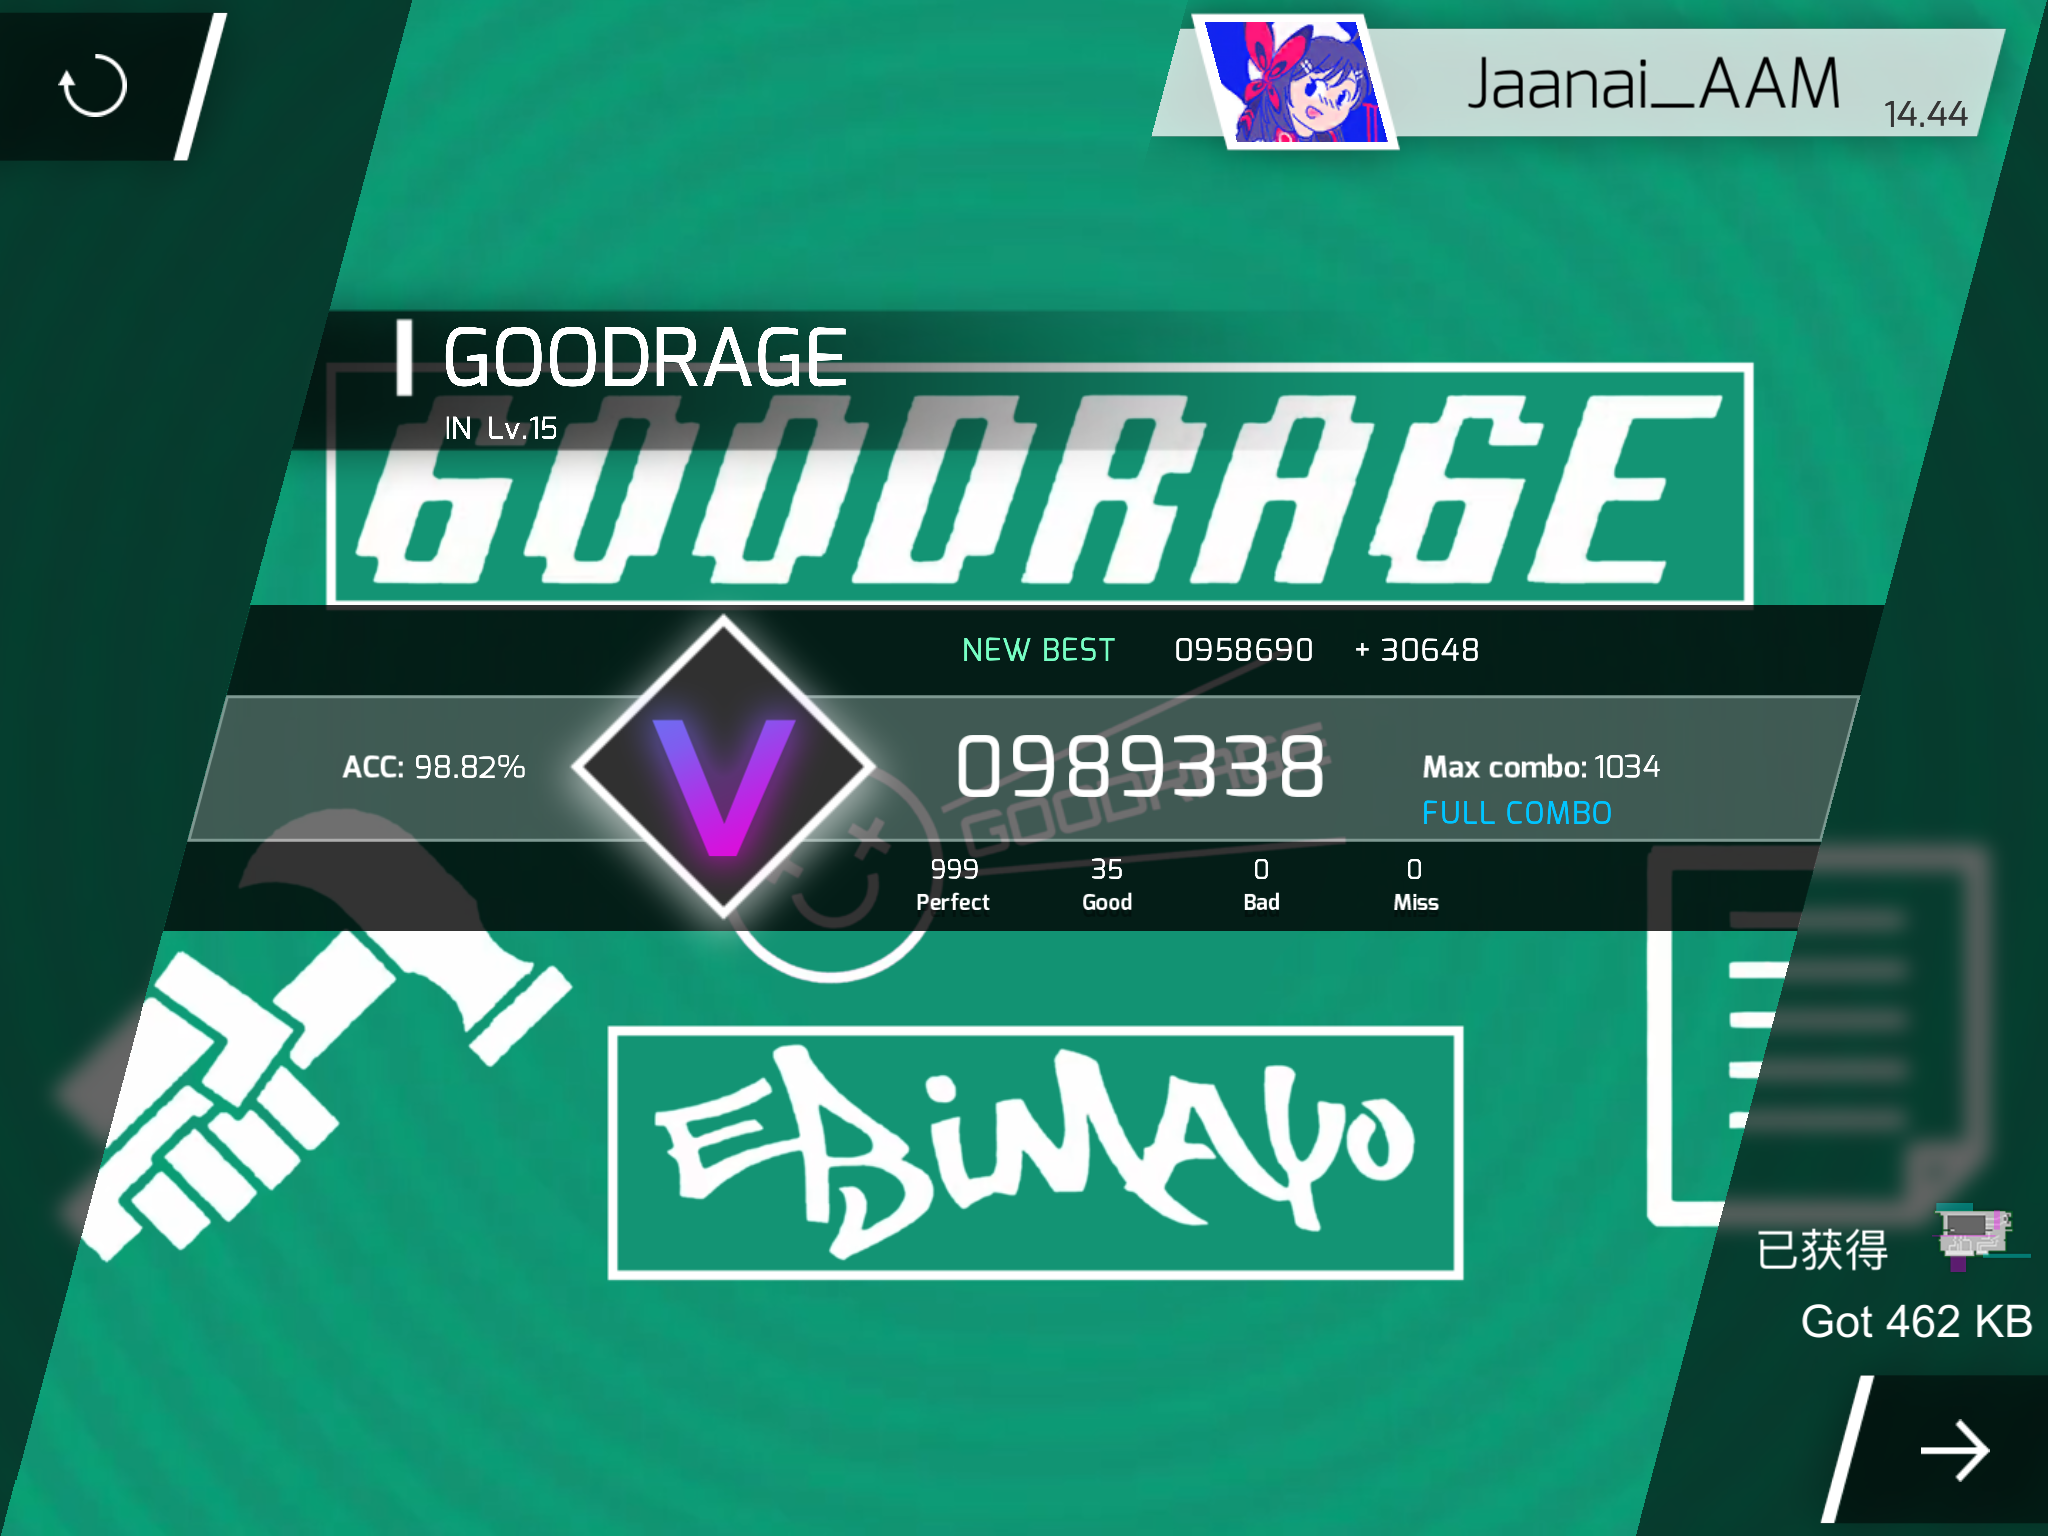 Jaanai_AAM
14.44
GOODRAGE
IN Lv.15
GOODRAGE
NEW BEST 0958690 + 30648
ACC: 98.82%
V
0989338
Max combo: 1034
FULL COMBO
GOODRAGE
999 35 0 0
Perfect Good Bad Miss
EBiMAYO
已获得
Got 462 KB